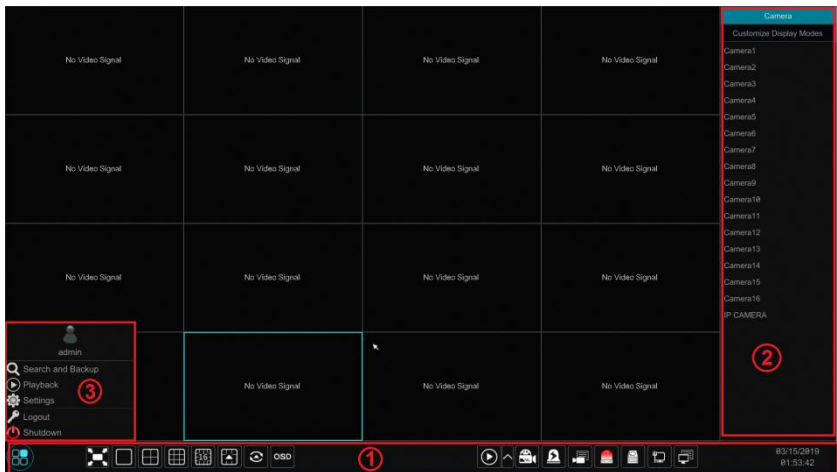 Camera
Customize Display Modes
No Video Signal No Video Signal No Video Signal No Video Signal
Camera1
Camera2
Camera3
Camera4
Camera5
Camera6
No Video Signal No Video Signal No Video Signal No Video Signal
Camera7
Camera8
Camera9
Camera10
Camera11
Camera12
No Video Signal No Video Signal No Video Signal No Video Signal
Camera13
Camera14
Camera15
Camera16
IP CAMERA
No Video Signal No Video Signal No Video Signal
admin
Search and Backup
Playback
Settings
Logout
Shutdown
3
2
16 OSD 1
03/15/2019
01:53:42